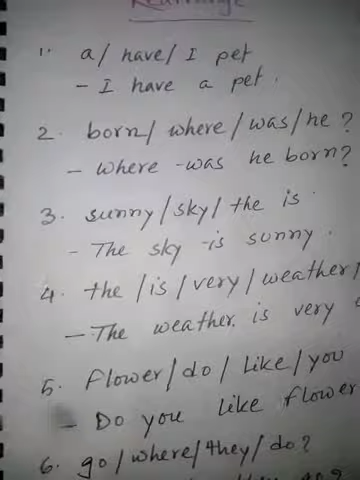 Rearrange
1. a/ have/ I pet
- I have a pet.
2. born/ where/was/he?
- where was he born?
3. sunny/sky/ the is
- The sky is sunny.
4. the/is/very/weather/
- The weather. is very
5. Flower/do/Like/you
- Do you like flower
6. go/where/they/do?